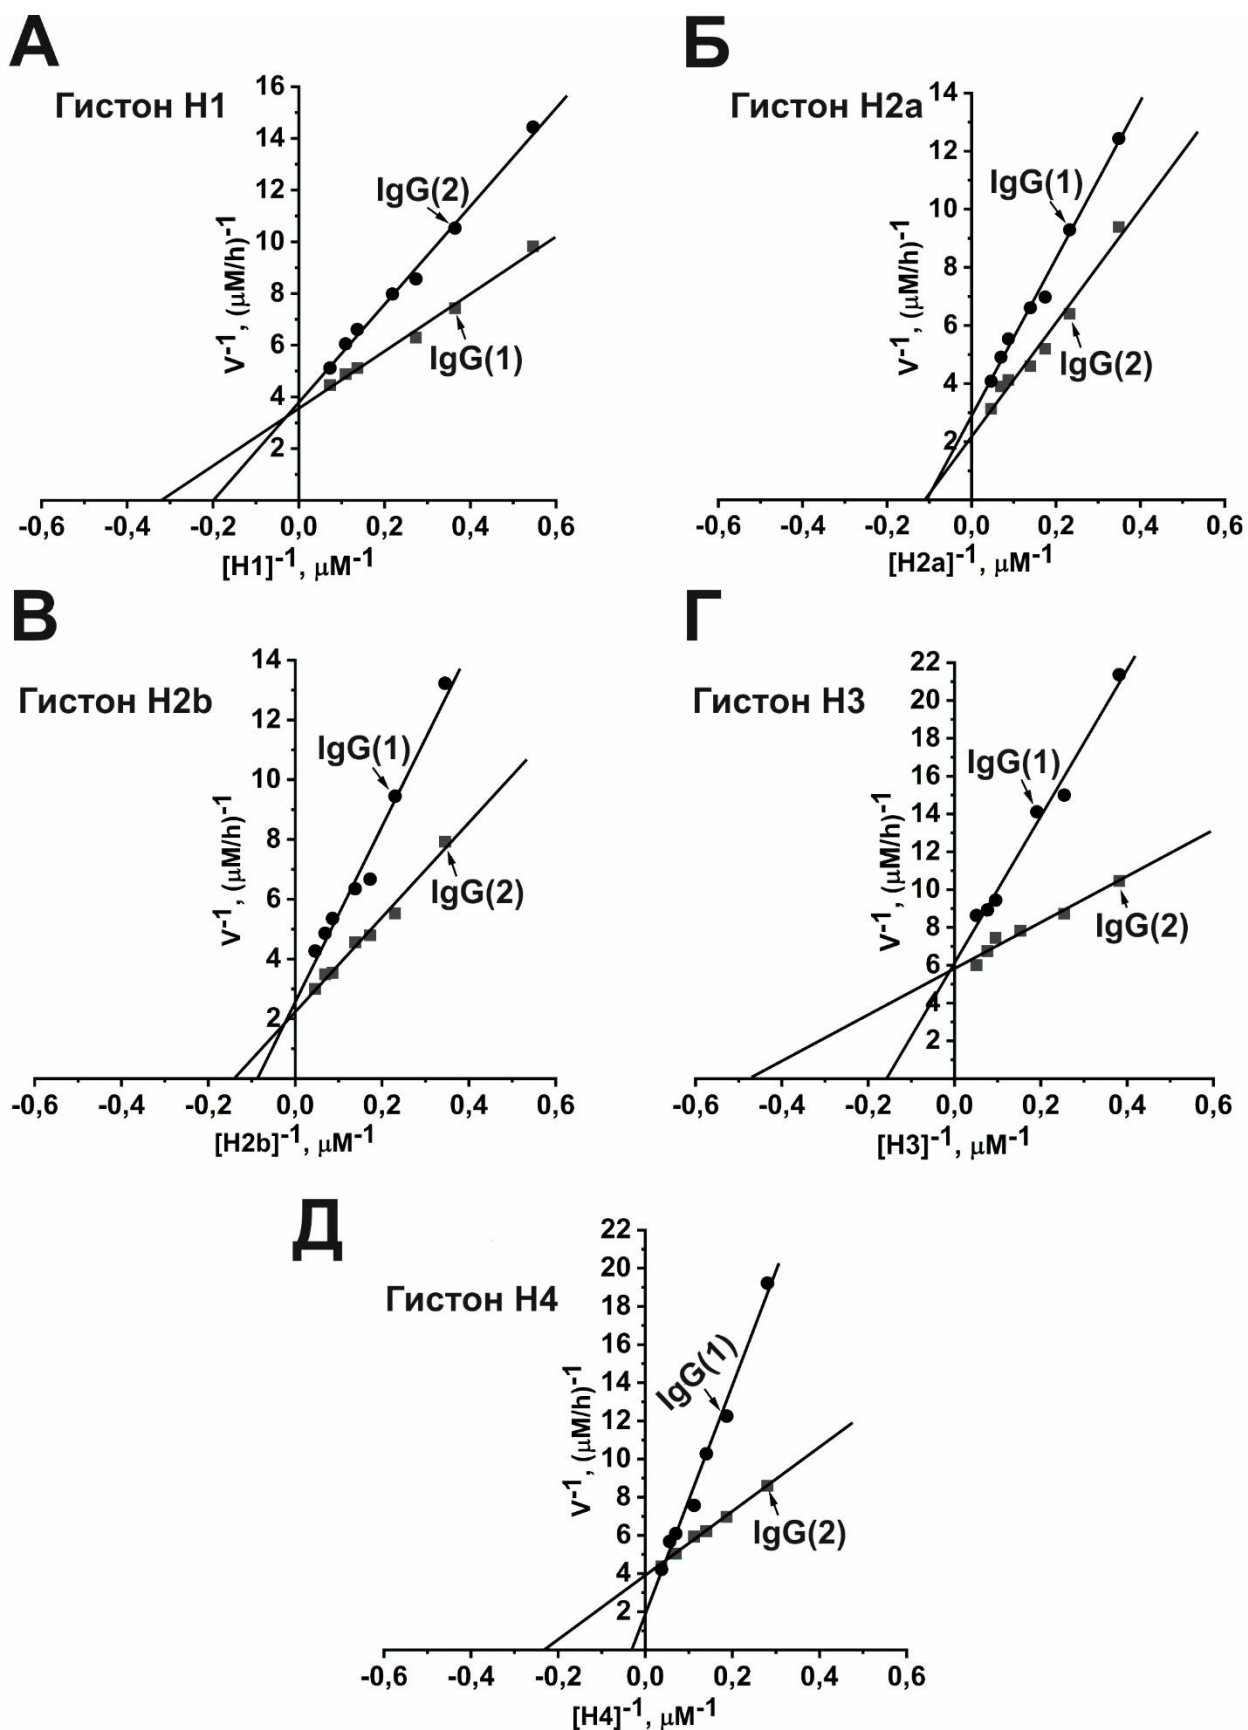 А
Гистон H1
16
14
12
10
8
6
4
2
V-1, (μM/h)-1
IgG(2)
IgG(1)
-0,6 -0,4 -0,2 0,0 0,2 0,4 0,6
[H1]-1, μM-1
Б
Гистон H2a
14
12
10
8
6
4
2
V-1, (μM/h)-1
IgG(1)
IgG(2)
-0,6 -0,4 -0,2 0,0 0,2 0,4 0,6
[H2a]-1, μM-1
В
Гистон H2b
14
12
10
8
6
4
2
V-1, (μM/h)-1
IgG(1)
IgG(2)
-0,6 -0,4 -0,2 0,0 0,2 0,4 0,6
[H2b]-1, μM-1
Г
Гистон H3
22
20
18
16
14
12
10
8
6
4
2
V-1, (μM/h)-1
IgG(1)
IgG(2)
-0,6 -0,4 -0,2 0,0 0,2 0,4 0,6
[H3]-1, μM-1
Д
Гистон H4
22
20
18
16
14
12
10
8
6
4
2
V-1, (μM/h)-1
IgG(1)
IgG(2)
-0,6 -0,4 -0,2 0,0 0,2 0,4 0,6
[H4]-1, μM-1